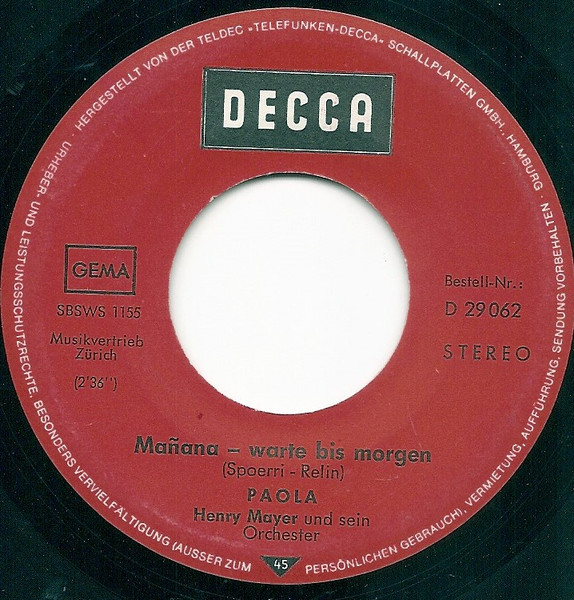 DECCA
GEMA
SBSWS 1155
Musikvertrieb
Zürich
(2'36")
Bestell-Nr.:
D 29 062
STEREO
Mañana – warte bis morgen
(Spoerri - Relin)
PAOLA
Henry Mayer und sein
Orchester
45
· HERGESTELLT VON DER TELDEC »TELEFUNKEN-DECCA« SCHALLPLATTEN GMBH., HAMBURG ·
URHEBER- UND LEISTUNGSSCHUTZRECHTE, BESONDERS VERVIELFÄLTIGUNG (AUSSER ZUM PERSÖNLICHEN GEBRAUCH), VERMIETUNG, AUFFÜHRUNG, SENDUNG VORBEHALTEN